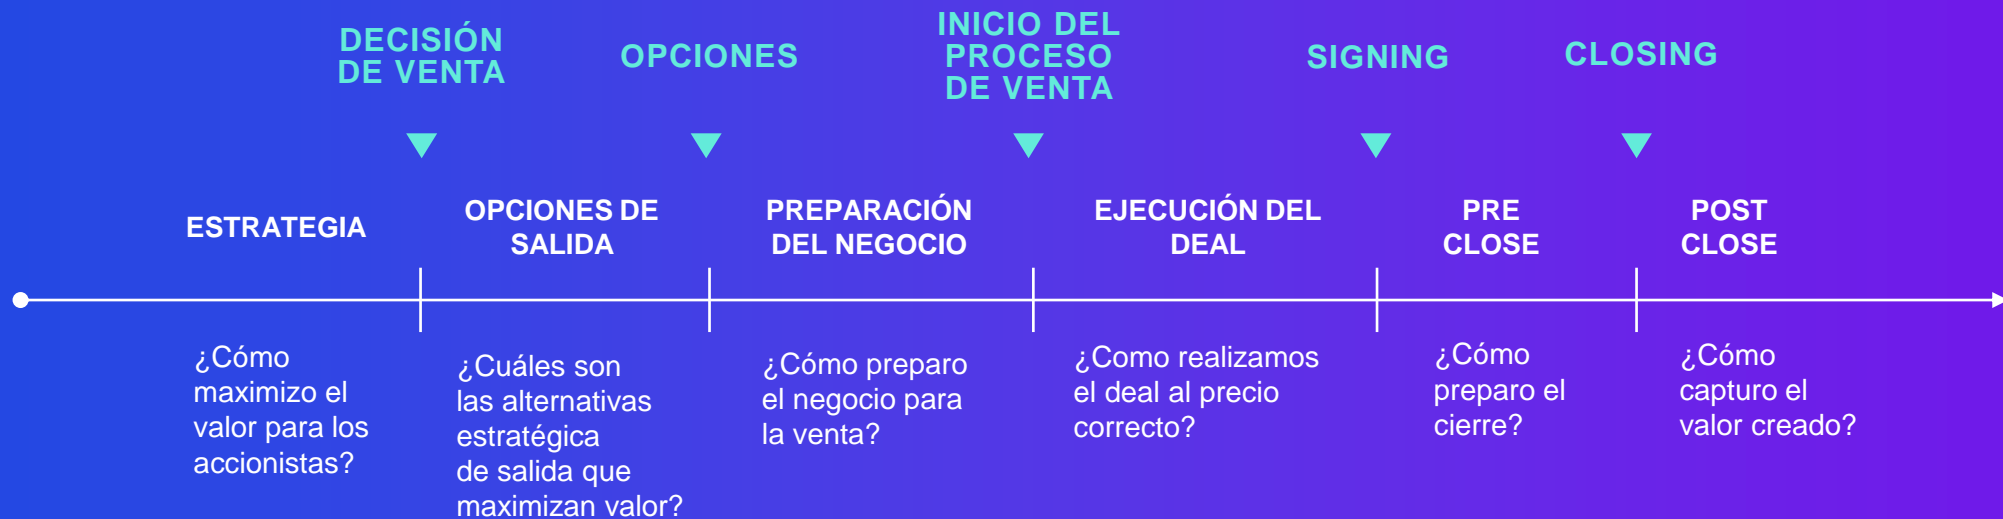 DECISIÓN
DE VENTA
OPCIONES
INICIO DEL
PROCESO
DE VENTA
SIGNING
CLOSING
ESTRATEGIA
OPCIONES DE
SALIDA
PREPARACIÓN
DEL NEGOCIO
EJECUCIÓN DEL
DEAL
PRE
CLOSE
POST
CLOSE
¿Cómo
maximizo el
valor para los
accionistas?
¿Cuáles son
las alternativas
estratégica
de salida que
maximizan valor?
¿Cómo preparo
el negocio para
la venta?
¿Como realizamos
el deal al precio
correcto?
¿Cómo
preparo el
cierre?
¿Cómo
capturo el
valor creado?